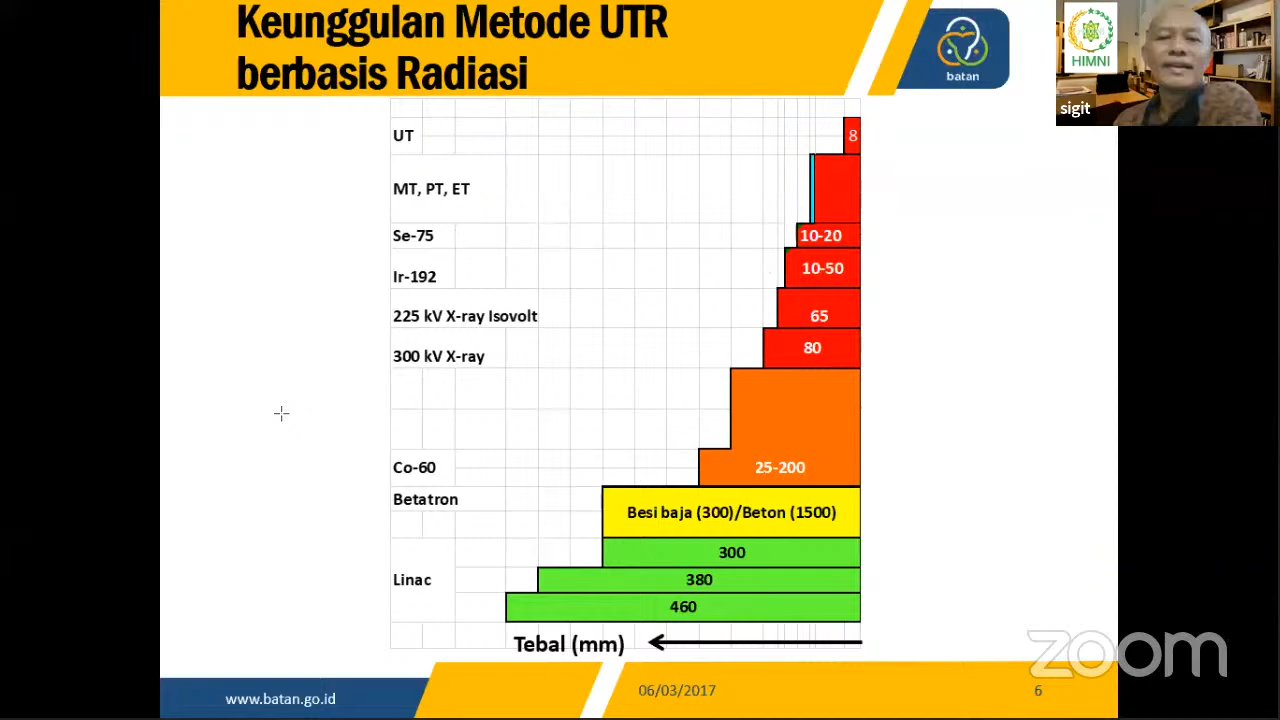 Keunggulan Metode UTR
berbasis Radiasi
batan
HIMNI
sigit
UT
8
MT, PT, ET
Se-75
10-20
Ir-192
10-50
225 kV X-ray Isovolt
65
300 kV X-ray
80
Co-60
25-200
Betatron
Besi baja (300)/Beton (1500)
300
Linac
380
460
Tebal (mm)
www.batan.go.id
06/03/2017
6
zoom